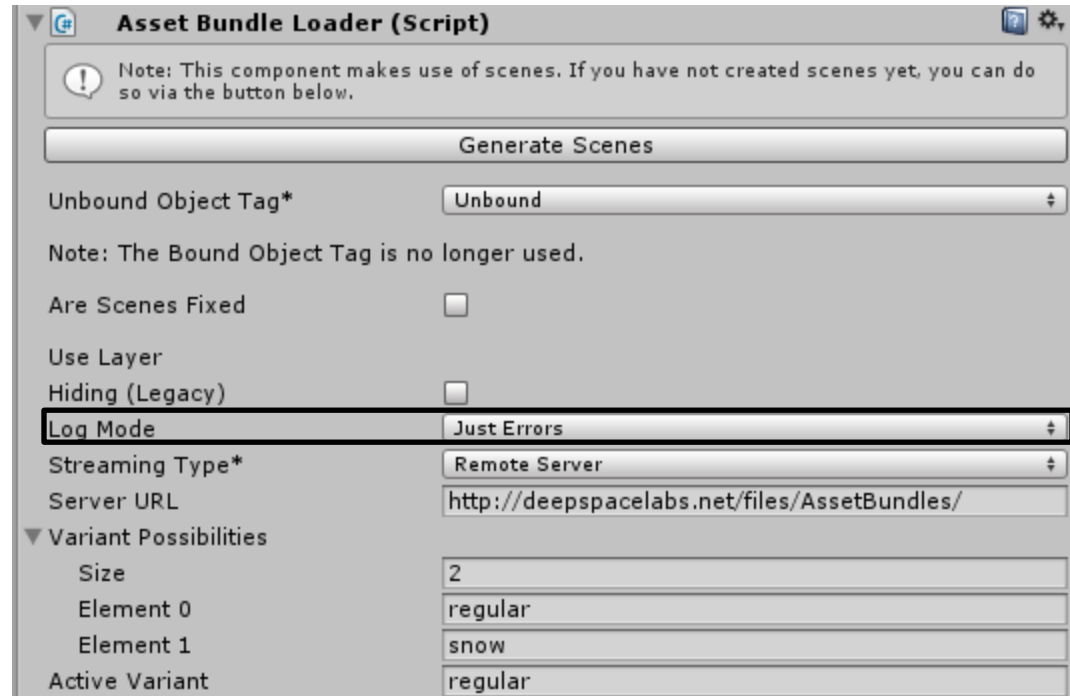 Asset Bundle Loader (Script)
Note: This component makes use of scenes. If you have not created scenes yet, you can do
so via the button below.
Generate Scenes
Unbound Object Tag* Unbound
Note: The Bound Object Tag is no longer used.
Are Scenes Fixed
Use Layer
Hiding (Legacy)
Log Mode Just Errors
Streaming Type* Remote Server
Server URL http://deepspacelabs.net/files/AssetBundles/
Variant Possibilities
Size 2
Element 0 regular
Element 1 snow
Active Variant regular